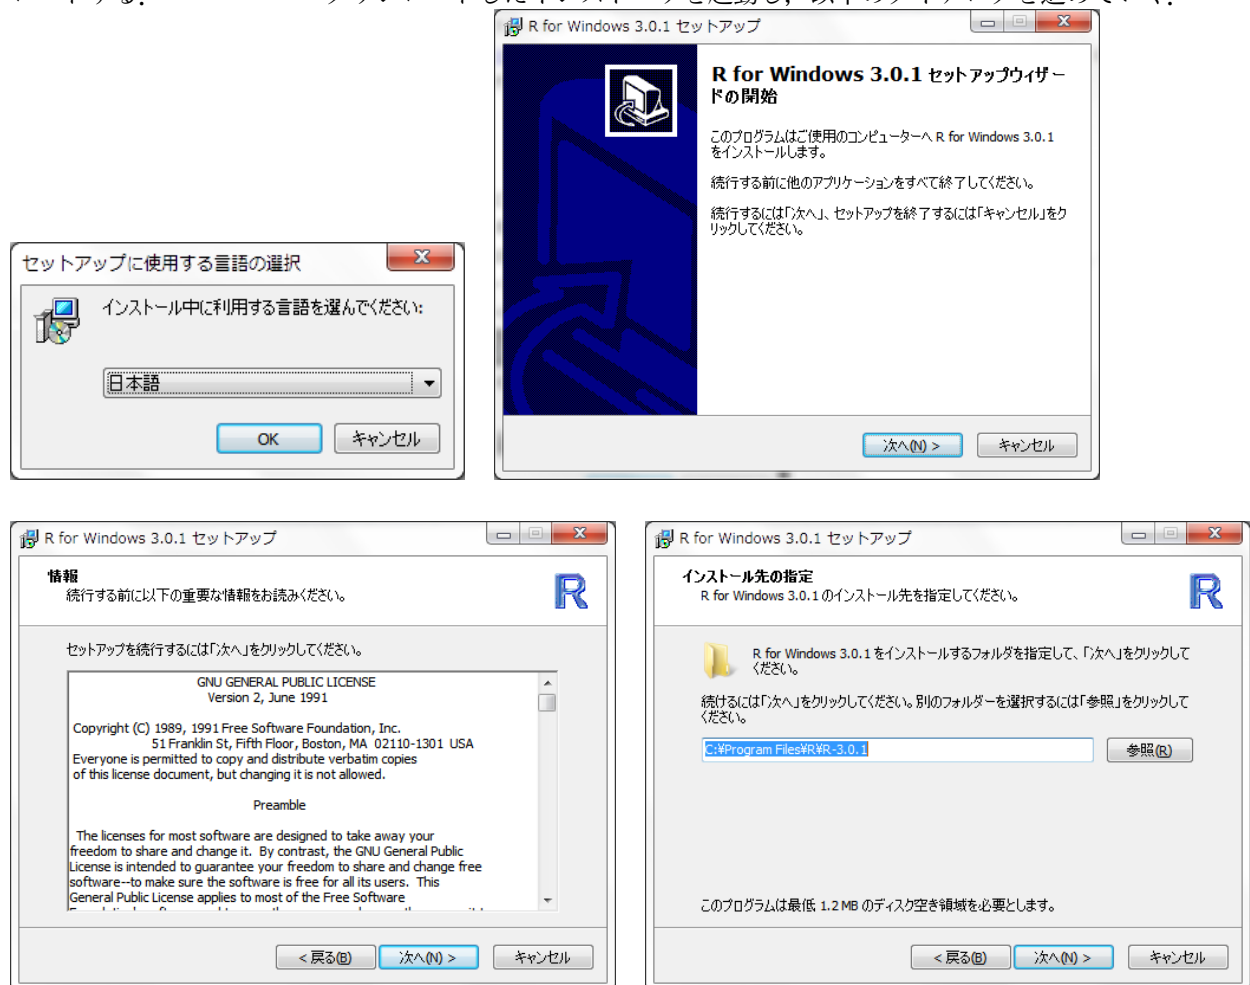 R for Windows 3.0.1 セットアップ
R for Windows 3.0.1 セットアップウィザー
ドの開始
このプログラムはご使用のコンピューターへ R for Windows 3.0.1
をインストールします。
続行する前に他のアプリケーションをすべて終了してください。
続行するには「次へ」、セットアップを終了するには「キャンセル」をク
リックしてください。
次へ(N) >
キャンセル
セットアップに使用する言語の選択
インストール中に利用する言語を選んでください:
日本語
OK
キャンセル
R for Windows 3.0.1 セットアップ
情報
続行する前に以下の重要な情報をお読みください。
セットアップを続行するには「次へ」をクリックしてください。
GNU GENERAL PUBLIC LICENSE
Version 2, June 1991
Copyright (C) 1989, 1991 Free Software Foundation, Inc.
51 Franklin St, Fifth Floor, Boston, MA 02110-1301 USA
Everyone is permitted to copy and distribute verbatim copies
of this license document, but changing it is not allowed.
Preamble
The licenses for most software are designed to take away your
freedom to share and change it. By contrast, the GNU General Public
License is intended to guarantee your freedom to share and change free
software--to make sure the software is free for all its users. This
General Public License applies to most of the Free Software
< 戻る(B)
次へ(N) >
キャンセル
R for Windows 3.0.1 セットアップ
インストール先の指定
R for Windows 3.0.1 のインストール先を指定してください。
R for Windows 3.0.1 をインストールするフォルダを指定して、「次へ」をクリックして
ください。
続けるには「次へ」をクリックしてください。別のフォルダーを選択するには「参照」をクリックして
ください。
C:¥Program Files¥R¥R-3.0.1
参照(R)
このプログラムは最低 1.2 MB のディスク空き領域を必要とします。
< 戻る(B)
次へ(N) >
キャンセル